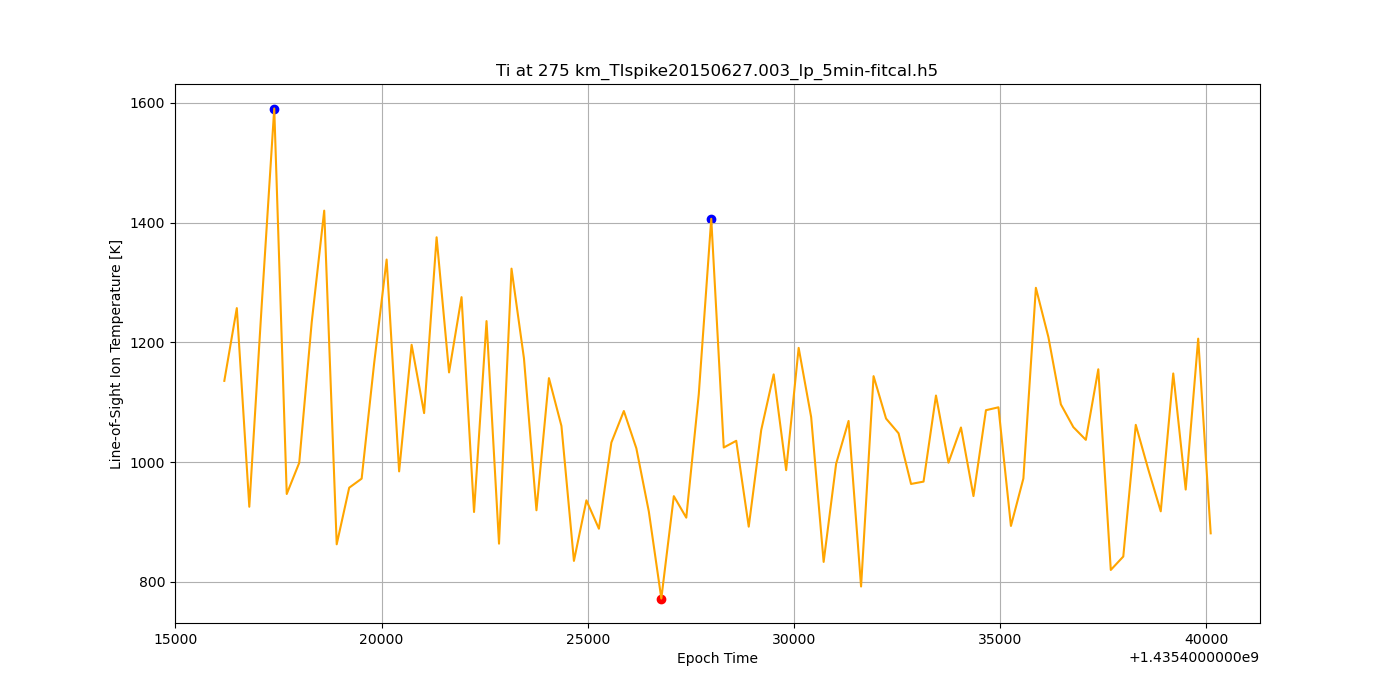 Ti at 275 km_TIspike20150627.003_lp_5min-fitcal.h5
Line-of-Sight Ion Temperature [K]
1600
1400
1200
1000
800
15000 20000 25000 30000 35000 40000
Epoch Time
+1.4354000000e9